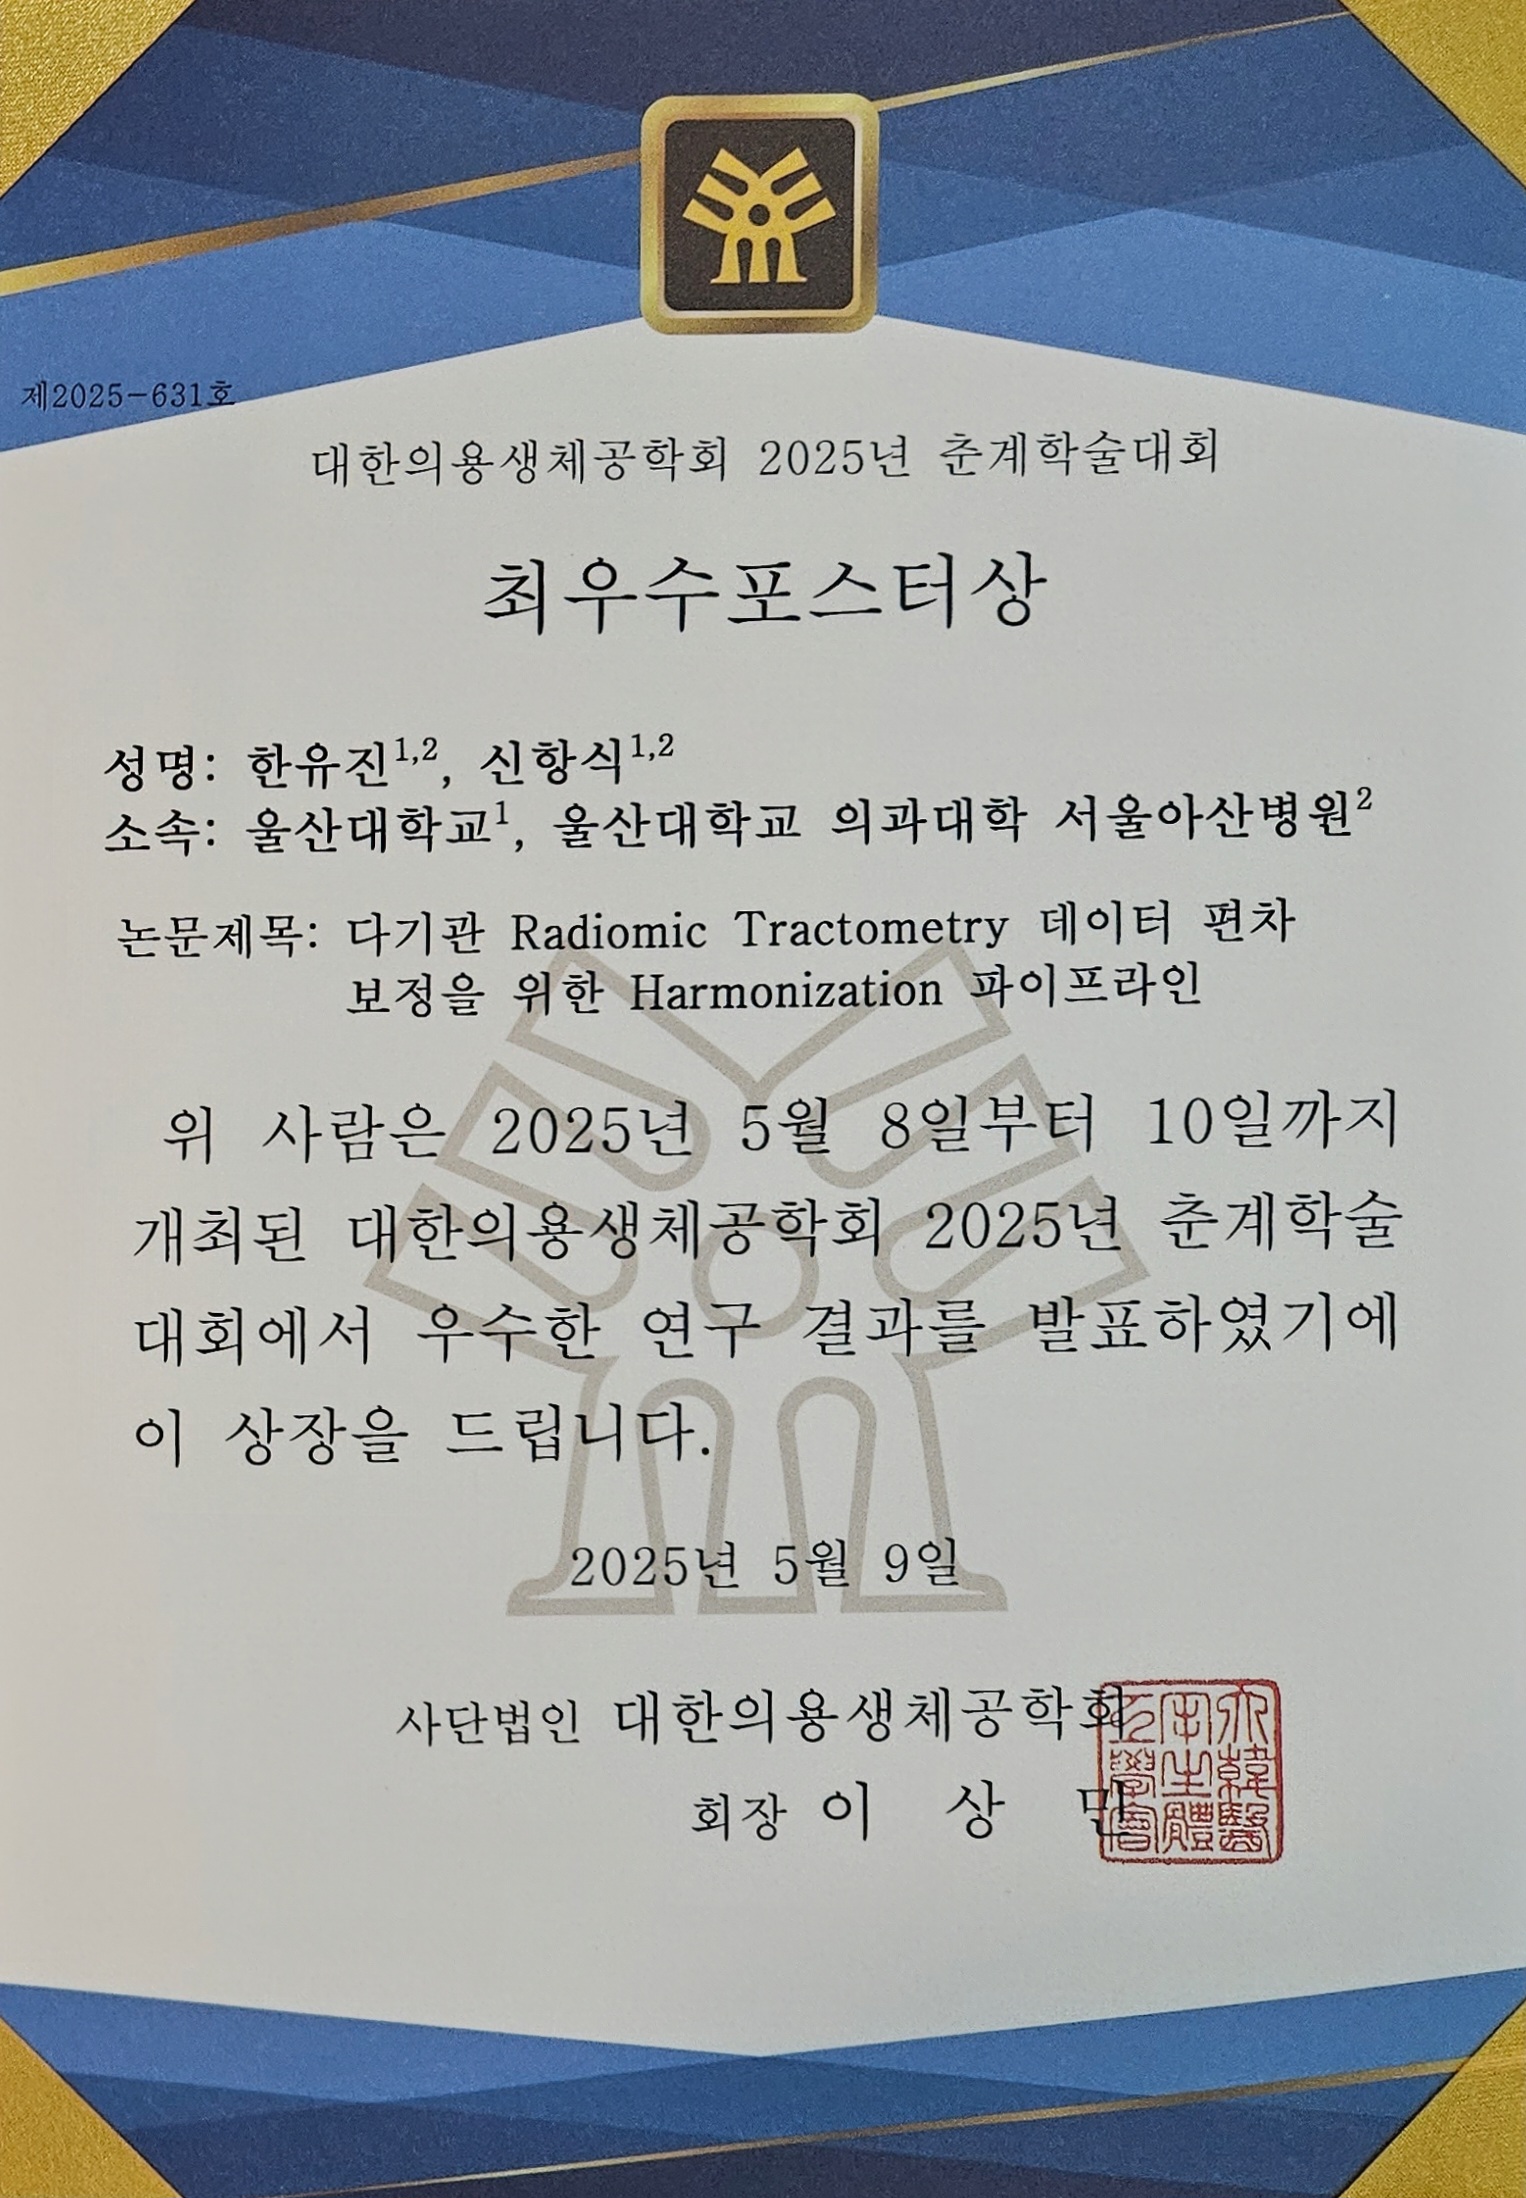 제2025-631호
대한의용생체공학회 2025년 춘계학술대회
최우수포스터상
성명: 한유진1,2, 신항식1,2
소속: 울산대학교1, 울산대학교 의과대학 서울아산병원2
논문제목: 다기관 Radiomic Tractometry 데이터 편차
보정을 위한 Harmonization 파이프라인
위 사람은 2025년 5월 8일부터 10일까지
개최된 대한의용생체공학회 2025년 춘계학술
대회에서 우수한 연구 결과를 발표하였기에
이 상장을 드립니다.
2025년 5월 9일
사단법인 대한의용생체공학회
회장 이 상 민